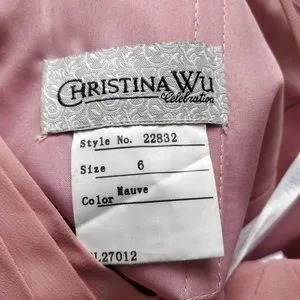 CHRISTINA WU
Celebration
Style No. 22832
Size 6
Color Mauve
L27012